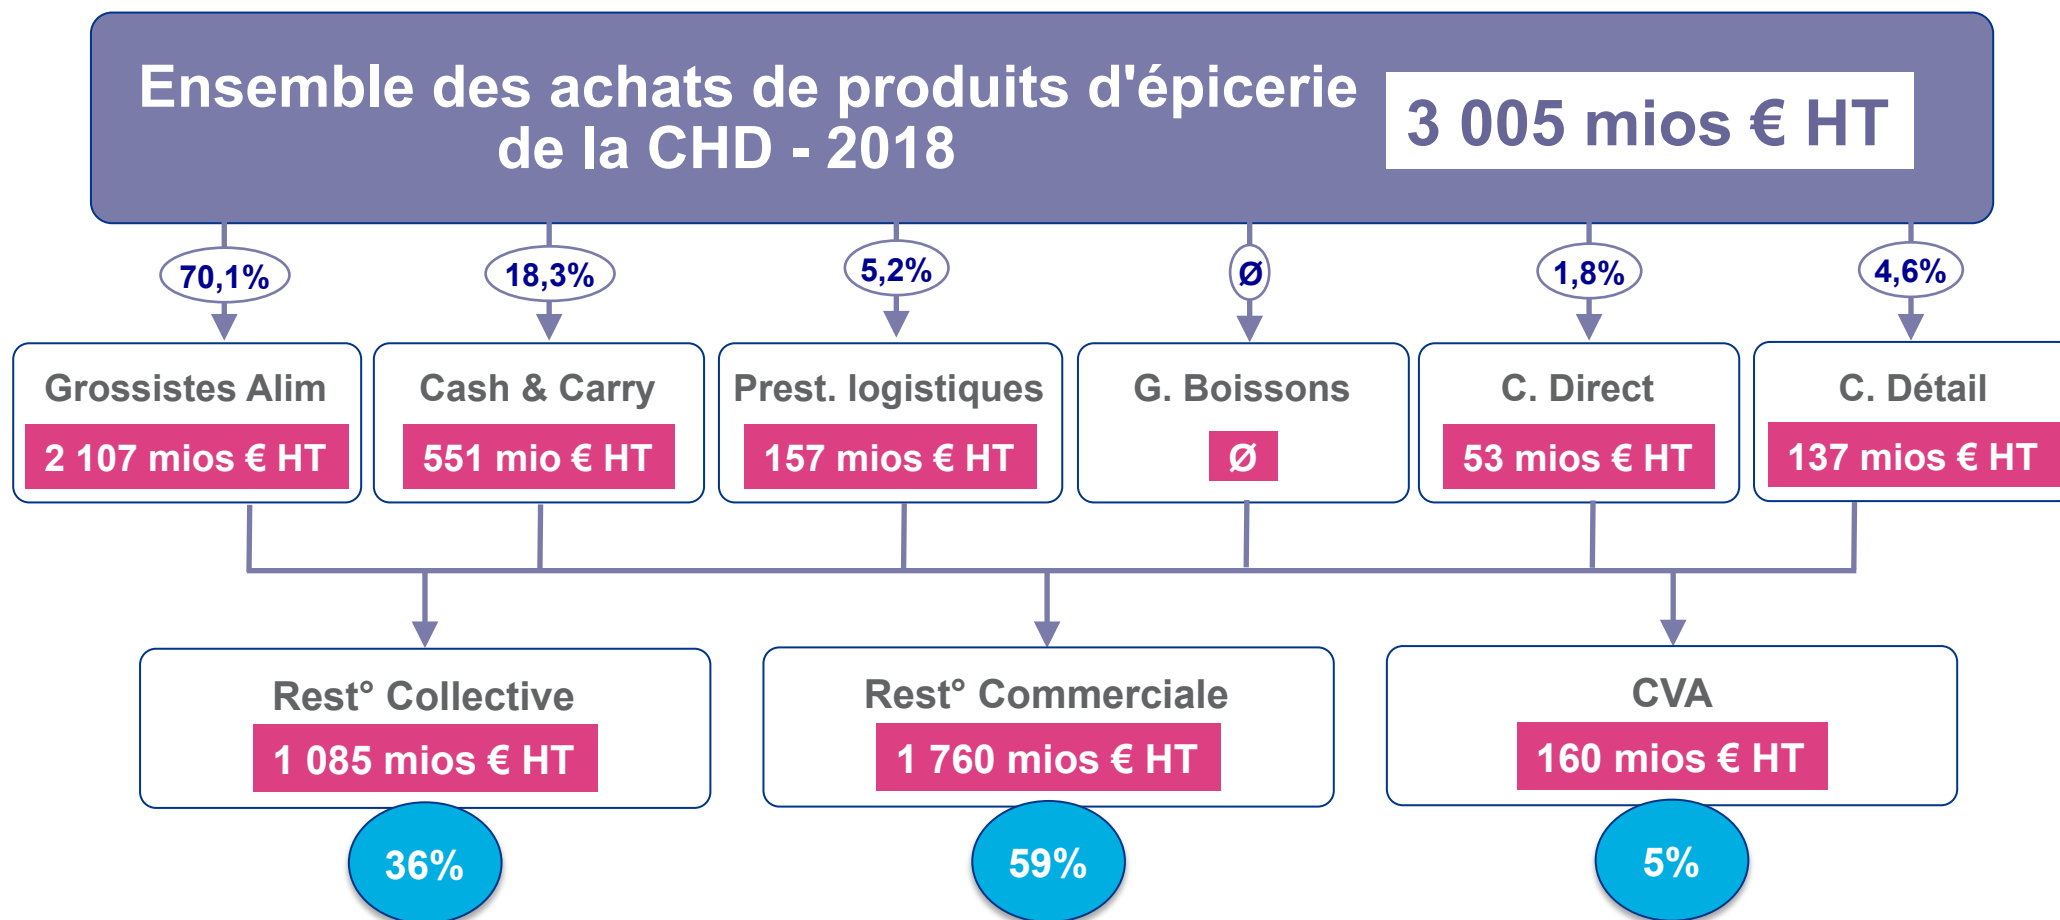 Ensemble des achats de produits d'épicerie
de la CHD - 2018
3 005 mios € HT
70,1%
18,3%
5,2%
Ø
1,8%
4,6%
Grossistes Alim
2 107 mios € HT
Cash & Carry
551 mio € HT
Prest. logistiques
157 mios € HT
G. Boissons
Ø
C. Direct
53 mios € HT
C. Détail
137 mios € HT
Rest° Collective
1 085 mios € HT
36%
Rest° Commerciale
1 760 mios € HT
59%
CVA
160 mios € HT
5%